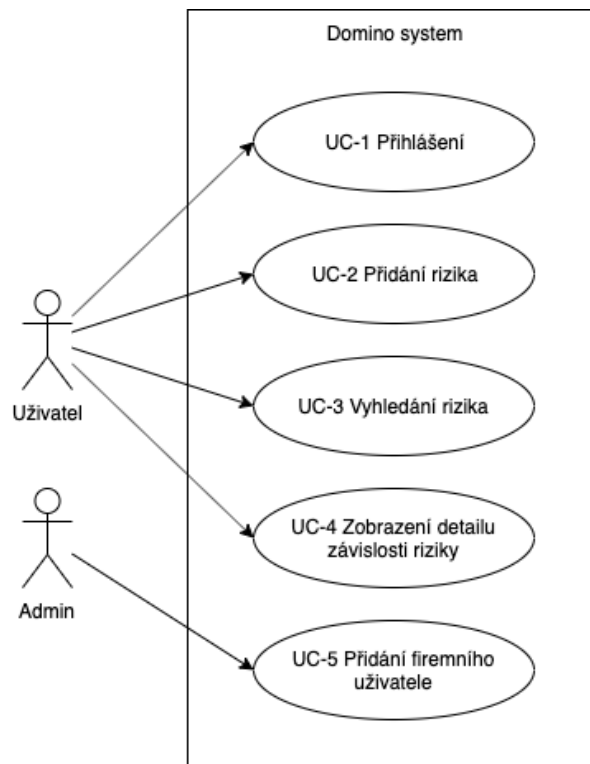 Domino system
UC-1 Přihlášení
UC-2 Přidání rizika
Uživatel
UC-3 Vyhledání rizika
UC-4 Zobrazení detailu
závislosti riziky
Admin
UC-5 Přidání firemního
uživatele